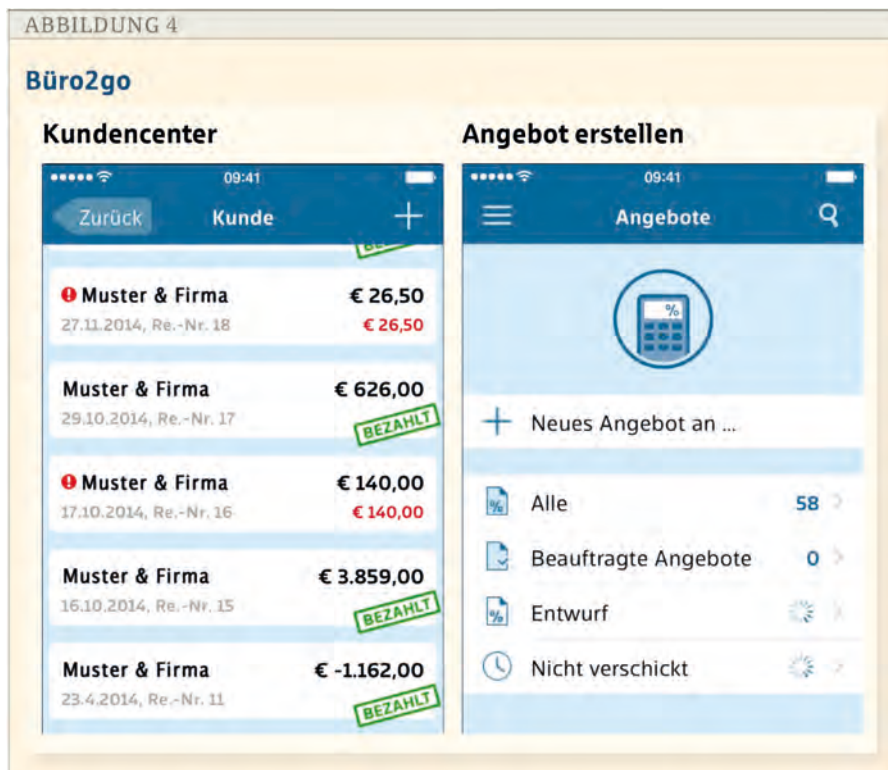 ABBILDUNG 4
Büro2go
Kundencenter
09:41
Zurück
Kunde
Muster & Firma
€ 26,50
27.11.2014, Re.-Nr. 18
€ 26,50
Muster & Firma
€ 626,00
29.10.2014, Re.-Nr. 17
BEZAHLT
Muster & Firma
€ 140,00
17.10.2014, Re.-Nr. 16
€ 140,00
Muster & Firma
€ 3.859,00
16.10.2014, Re.-Nr. 15
BEZAHLT
Muster & Firma
€ -1.162,00
23.4.2014, Re.-Nr. 11
BEZAHLT
Angebot erstellen
09:41
Angebote
%
+ Neues Angebot an ...
% Alle 58
Beauftragte Angebote 0
% Entwurf
Nicht verschickt